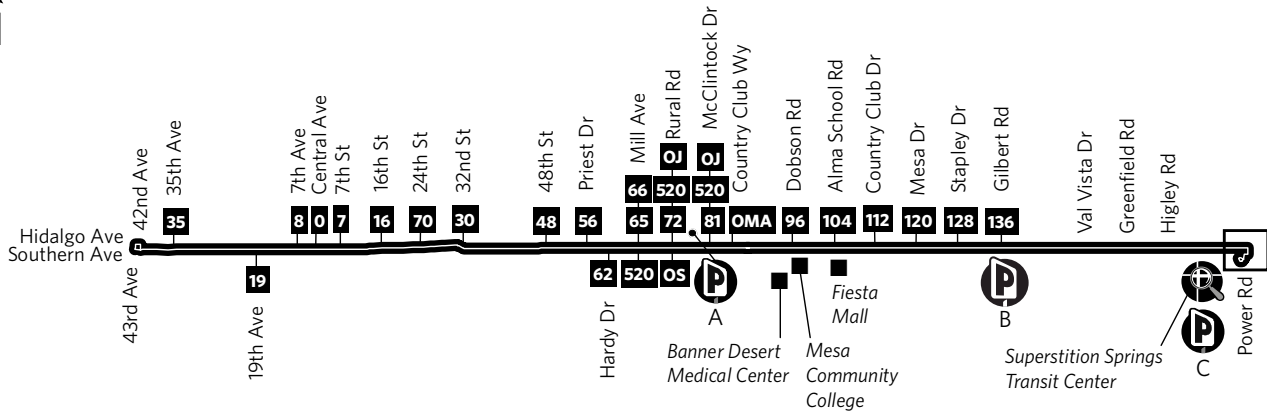 42nd Ave
35th Ave
7th Ave
Central Ave
7th St
16th St
24th St
32nd St
48th St
Priest Dr
Mill Ave
Rural Rd
McClintock Dr
Country Club Wy
Dobson Rd
Alma School Rd
Country Club Dr
Mesa Dr
Stapley Dr
Gilbert Rd
Val Vista Dr
Greenfield Rd
Higley Rd
OJ OJ
66 520 520
35 8 0 7 16 70 30 48 56 65 72 81 OMA 96 104 112 120 128 136
Hidalgo Ave
Southern Ave
19 62 520 OS P P P
43rd Ave
19th Ave
Hardy Dr
A
B
C
Power Rd
Banner Desert
Medical Center
Mesa
Community
College
Fiesta
Mall
Superstition Springs
Transit Center